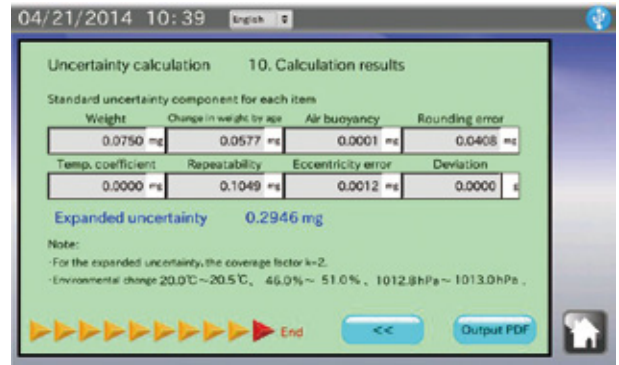 04/21/2014 10:39 English
Uncertainty calculation 10. Calculation results
Standard uncertainty component for each item
Weight Change in weight by age Air buoyancy Rounding error
0.0750 mg 0.0577 mg 0.0001 mg 0.0408 mg
Temp. coefficient Repeatability Eccentricity error Deviation
0.0000 mg 0.1049 mg 0.0012 mg 0.0000 g
Expanded uncertainty 0.2946 mg
Note:
·For the expanded uncertainty, the coverage factor k=2.
·Environmental change 20.0℃～20.5℃、 46.0%～ 51.0% 、1012.8hPa～1013.0hPa .
End << Output PDF